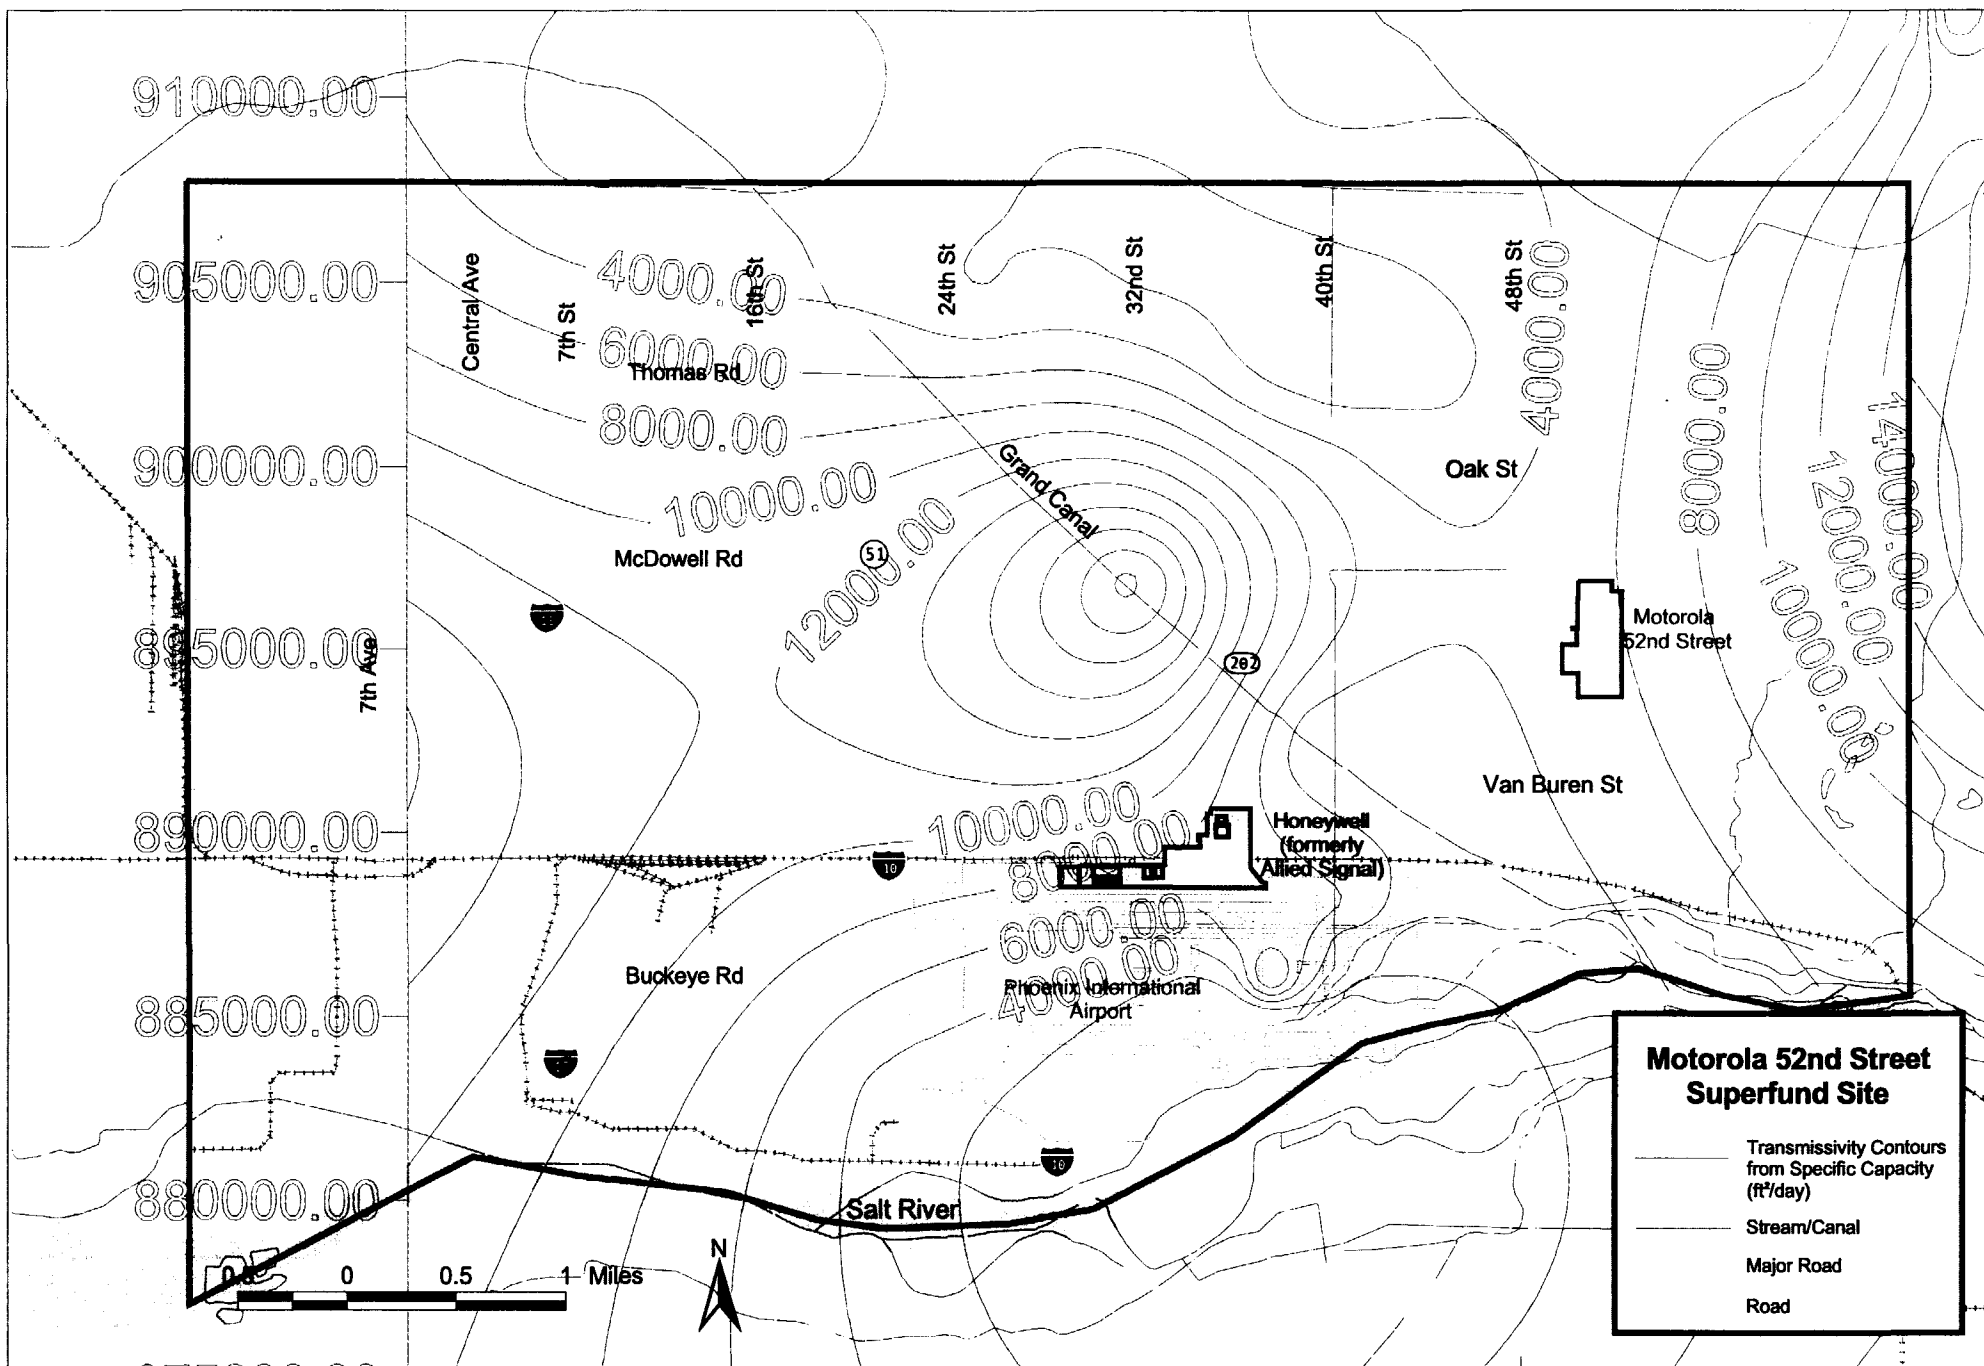 910000.00
905000.00
900000.00
895000.00
890000.00
885000.00
880000.00
Central Ave
7th St
16th St
24th St
32nd St
40th St
48th St
7th Ave
4000.00
6000.00
Thomas Rd
8000.00
10000.00
McDowell Rd
12000.00
51
Grand Canal
202
4000.00
8000.00
14000.00
12000.00
10000.00
Oak St
Motorola
52nd Street
Van Buren St
10000.00
8000.00
6000.00
4000.00
Honeywell
(formerly
Allied Signal)
10
Buckeye Rd
Phoenix International
Airport
10
Salt River
N
0.5 0 0.5 1 Miles
Motorola 52nd Street
Superfund Site
Transmissivity Contours
from Specific Capacity
(ft²/day)
Stream/Canal
Major Road
Road